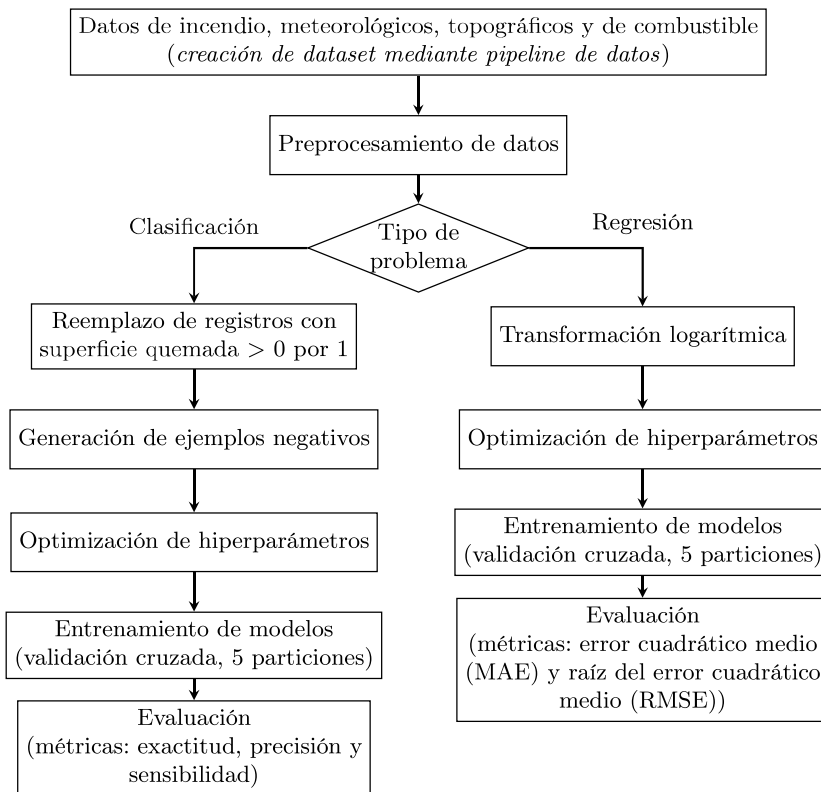 Datos de incendio, meteorológicos, topográficos y de combustible
(creación de dataset mediante pipeline de datos)
Preprocesamiento de datos
Tipo de
problema
Clasificación
Reemplazo de registros con
superficie quemada > 0 por 1
Generación de ejemplos negativos
Optimización de hiperparámetros
Entrenamiento de modelos
(validación cruzada, 5 particiones)
Evaluación
(métricas: exactitud, precisión y
sensibilidad)
Regresión
Transformación logarítmica
Optimización de hiperparámetros
Entrenamiento de modelos
(validación cruzada, 5 particiones)
Evaluación
(métricas: error cuadrático medio
(MAE) y raíz del error cuadrático
medio (RMSE))